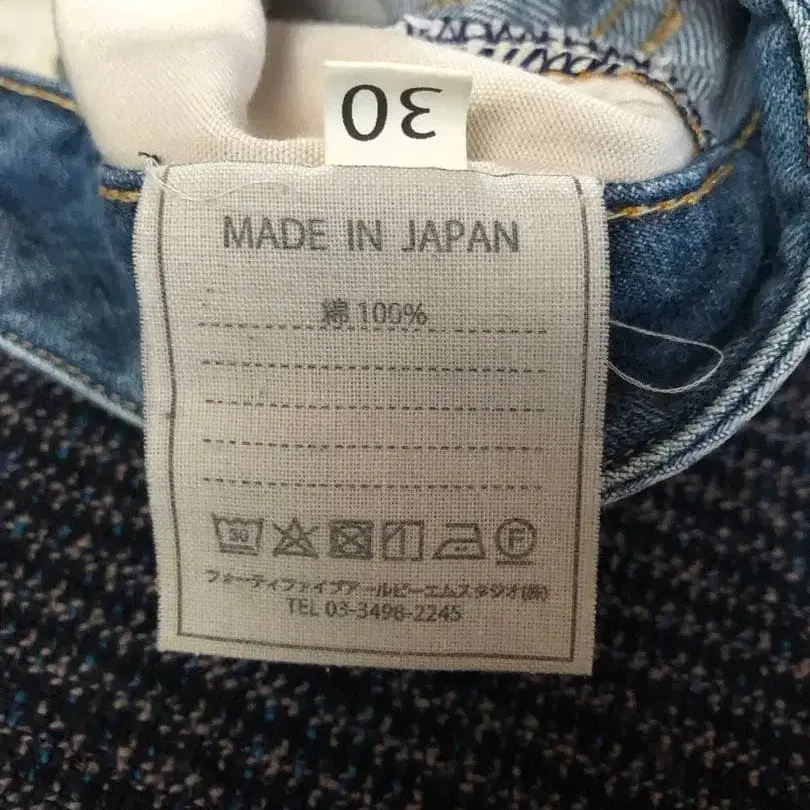 30
MADE IN JAPAN
綿 100%
30 F
フォーティファイブアールピーエムスタジオ(株)
TEL 03-3498-2245